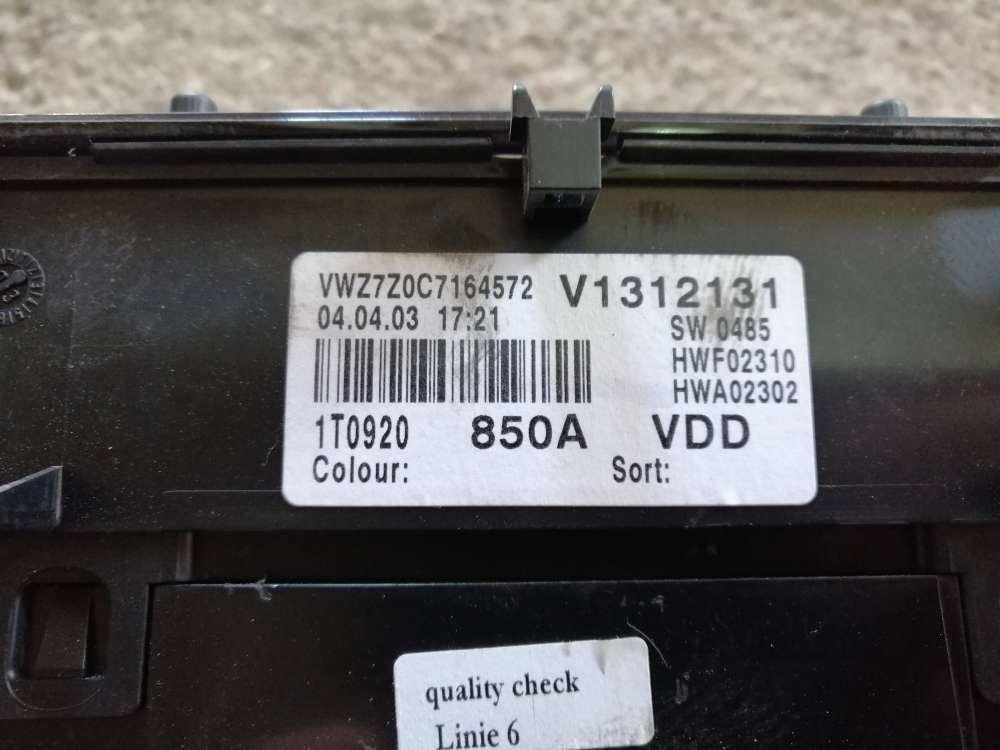 VWZ7Z0C7164572 V1312131
04.04.03 17:21 SW 0485
HWF02310
HWA02302
1T0920 850A VDD
Colour: Sort:
quality check
Linie 6